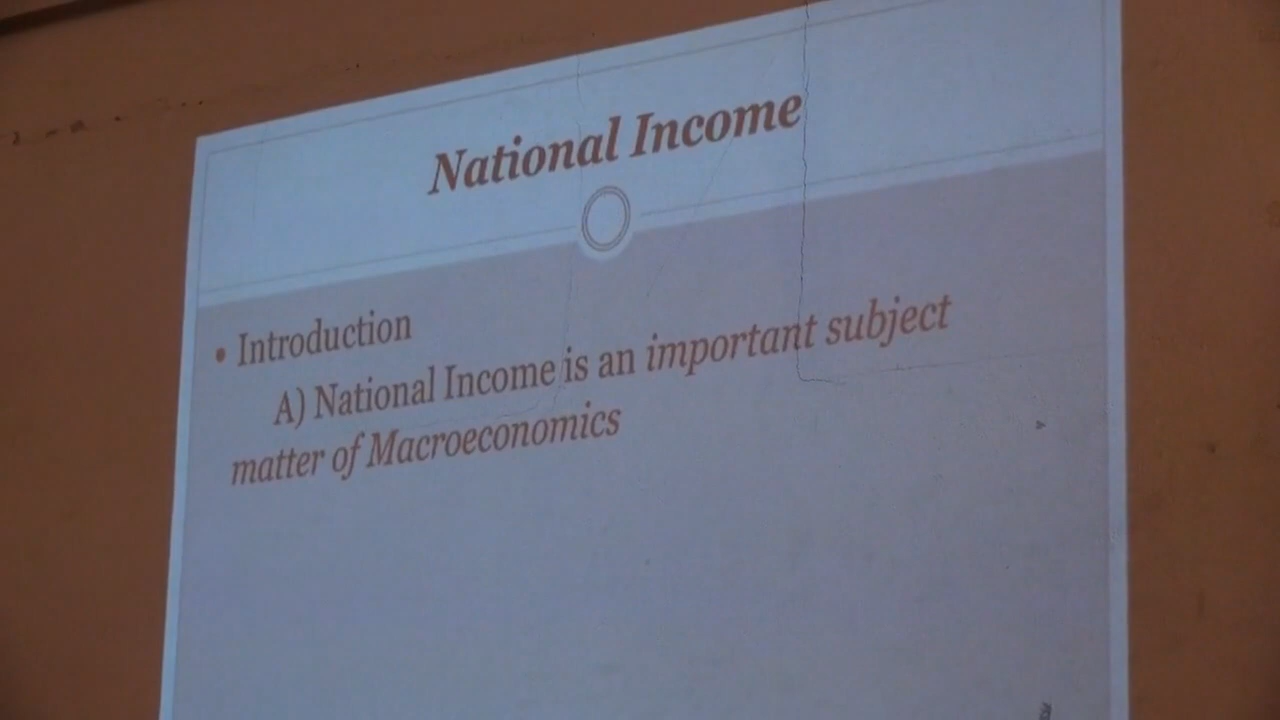 National Income
• Introduction
A) National Income is an important subject
matter of Macroeconomics